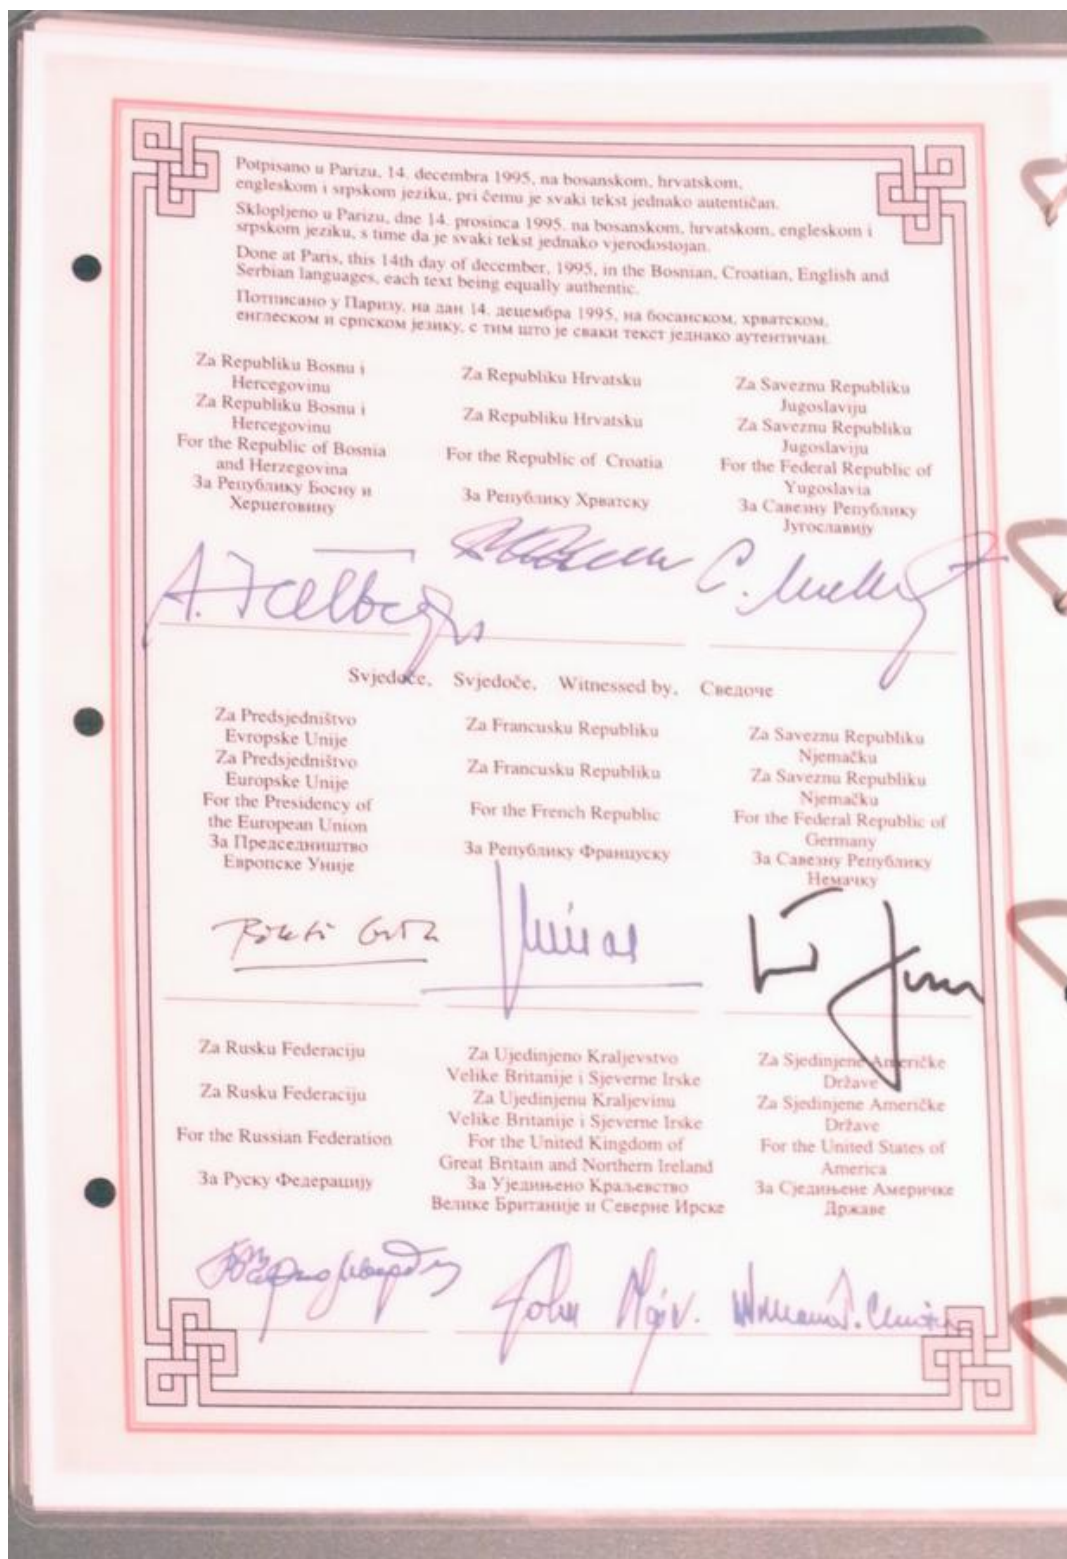 Potpisano u Parizu, 14. decembra 1995, na bosanskom, hrvatskom,
engleskom i srpskom jeziku, pri čemu je svaki tekst jednako autentičan.
Sklopljeno u Parizu, dne 14. prosinca 1995. na bosanskom, hrvatskom, engleskom i
srpskom jeziku, s time da je svaki tekst jednako vjerodostojan.
Done at Paris, this 14th day of december, 1995, in the Bosnian, Croatian, English and
Serbian languages, each text being equally authentic.
Потписано у Паризу, на дан 14. децембра 1995, на босанском, хрватском,
енглеском и српском језику, с тим што је сваки текст једнако аутентичан.
Za Republiku Bosnu i
Hercegovinu
Za Republiku Bosnu i
Hercegovinu
For the Republic of Bosnia
and Herzegovina
За Републику Босну и
Херцеговину
Za Republiku Hrvatsku
Za Republiku Hrvatsku
For the Republic of Croatia
За Републику Хрватску
Za Saveznu Republiku
Jugoslaviju
Za Saveznu Republiku
Jugoslaviju
For the Federal Republic of
Yugoslavia
За Савезну Републику
Југославију
Svjedoče, Svjedoče, Witnessed by, Сведоче
Za Predsjedništvo
Evropske Unije
Za Predsjedništvo
Europske Unije
For the Presidency of
the European Union
За Председништво
Европске Уније
Za Francusku Republiku
Za Francusku Republiku
For the French Republic
За Републику Француску
Za Saveznu Republiku
Njemačku
Za Saveznu Republiku
Njemačku
For the Federal Republic of
Germany
За Савезну Републику
Немачку
Za Rusku Federaciju
Za Rusku Federaciju
For the Russian Federation
За Руску Федерацију
Za Ujedinjeno Kraljevstvo
Velike Britanije i Sjeverne Irske
Za Ujedinjenu Kraljevinu
Velike Britanije i Sjeverne Irske
For the United Kingdom of
Great Britain and Northern Ireland
За Уједињено Краљевство
Велике Британије и Северне Ирске
Za Sjedinjene Američke
Države
Za Sjedinjene Američke
Države
For the United States of
America
За Сједињене Америчке
Државе
John Major.